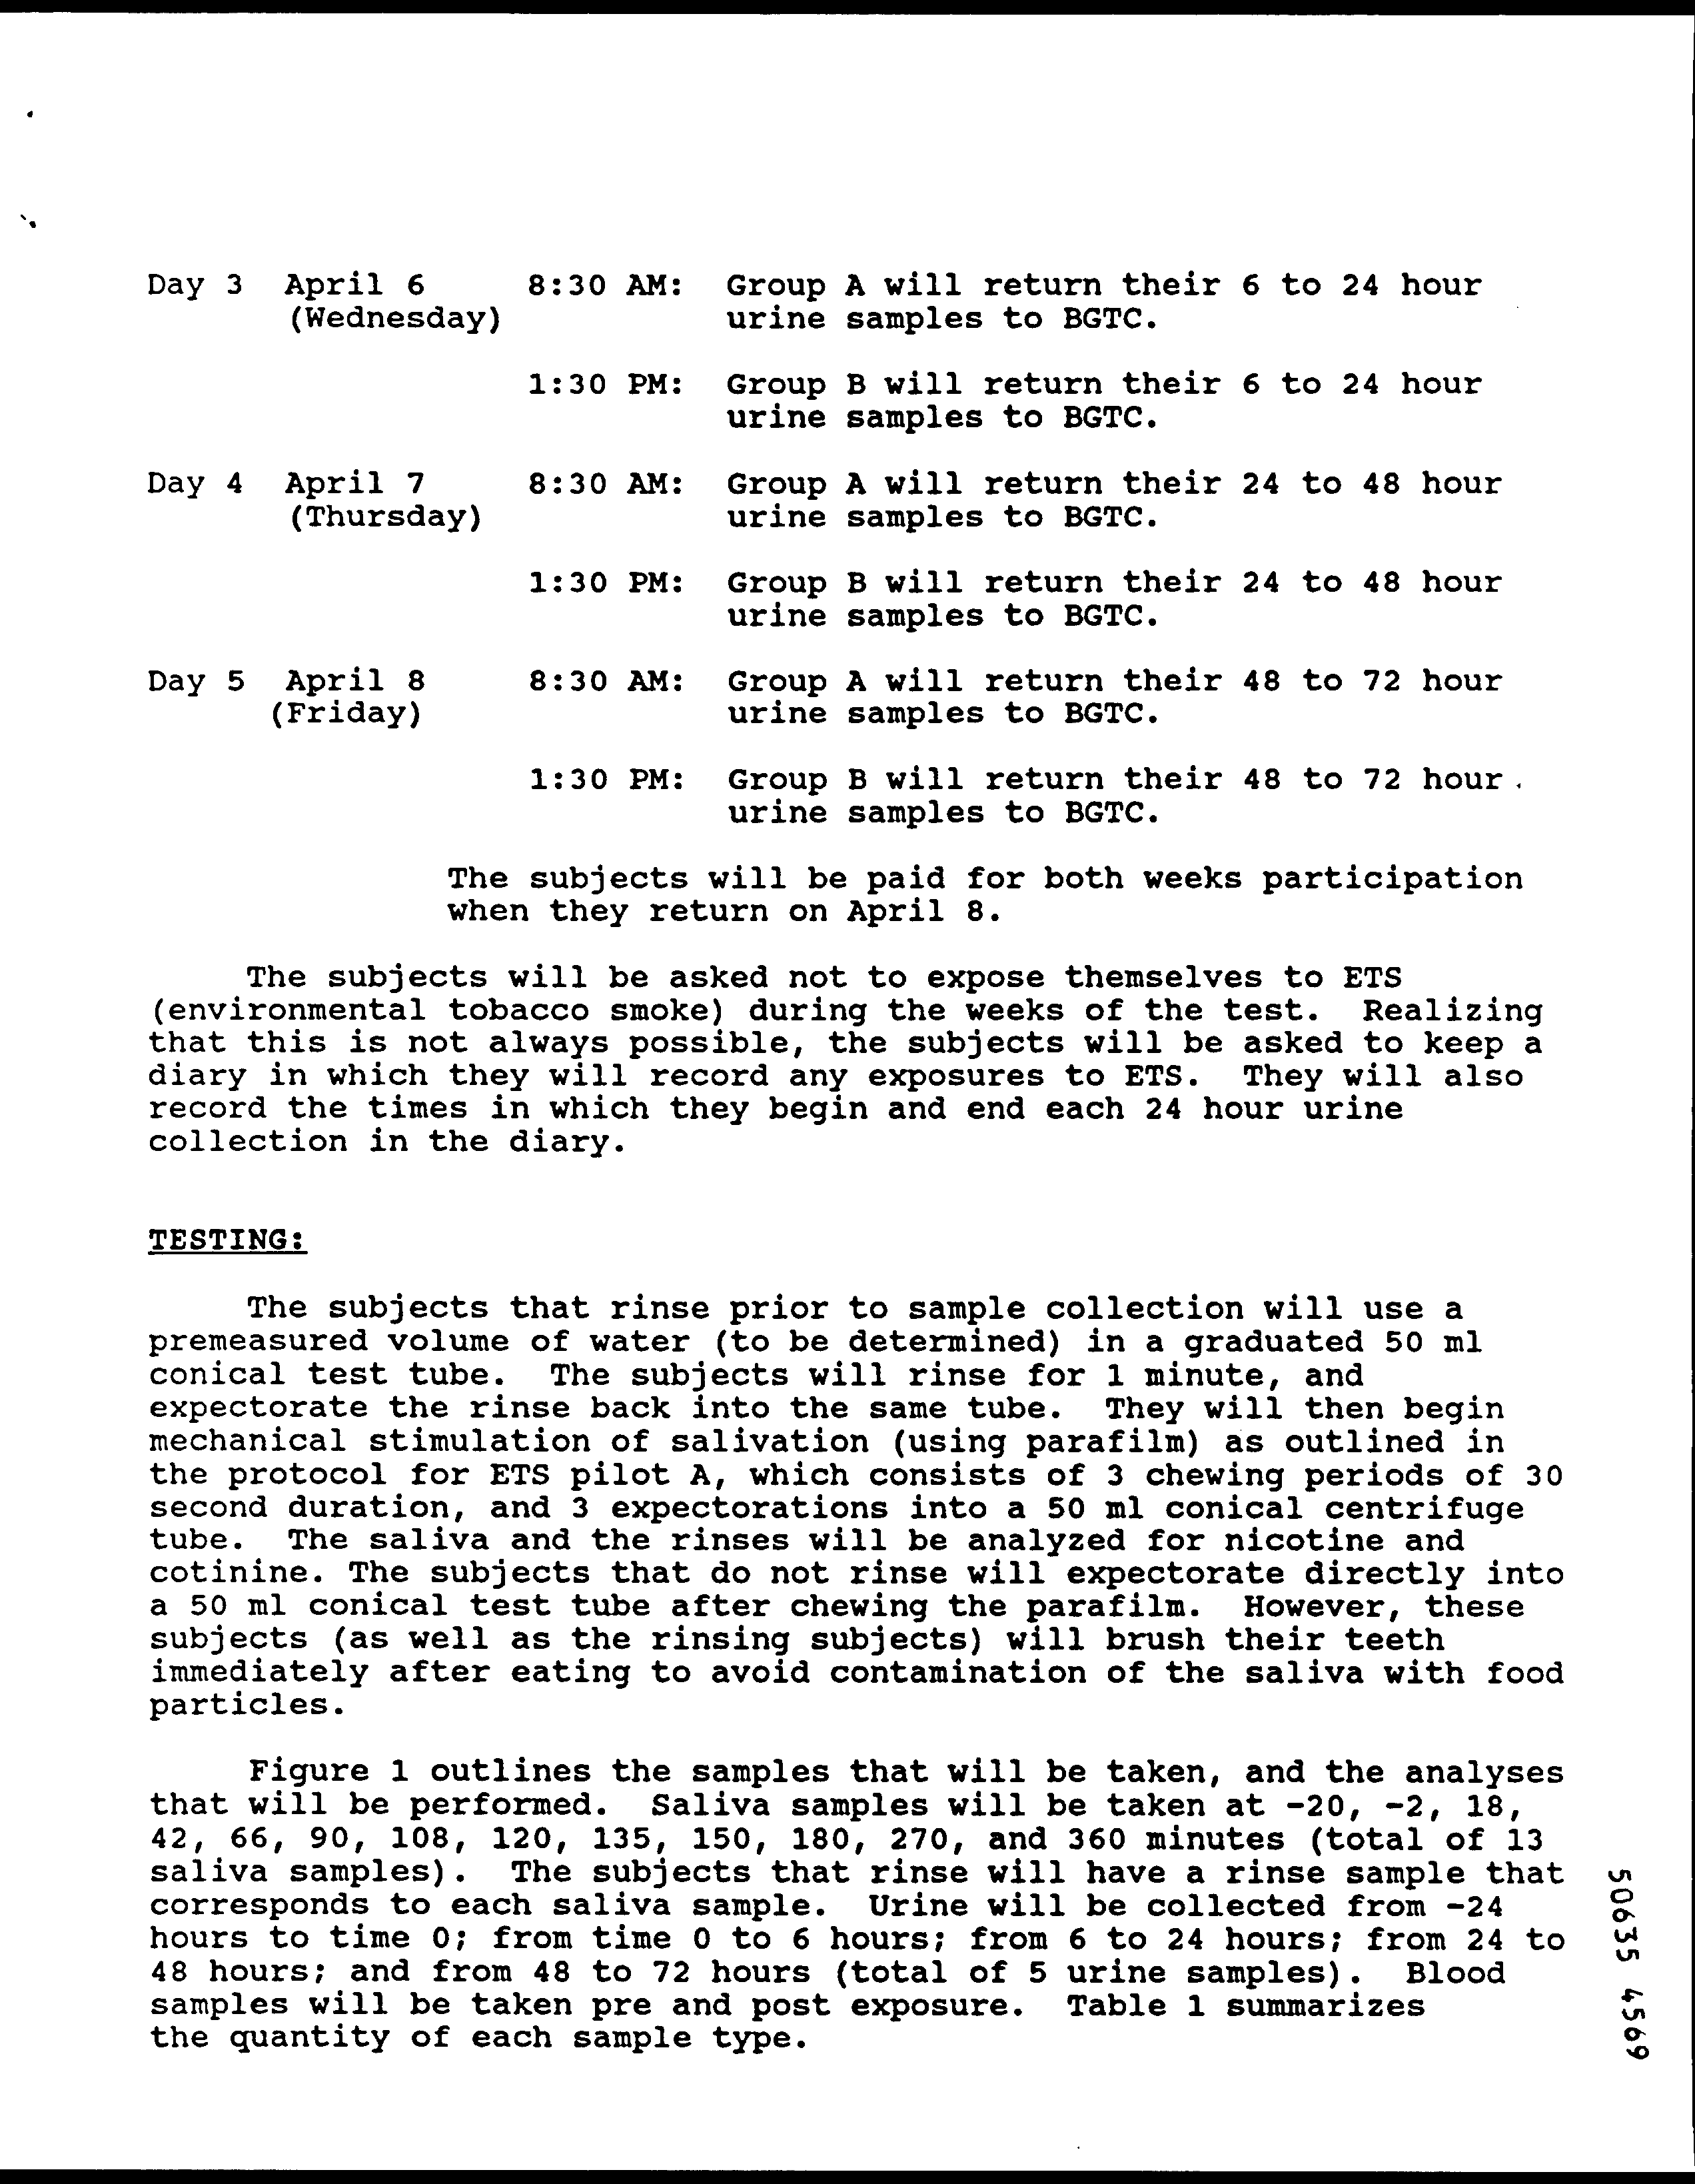 Day 3 April 6 8:30 AM: Group A will return their 6 to 24 hour
(Wednesday) urine samples to BGTC.
1:30 PM: Group B will return their 6 to 24 hour
urine samples to BGTC.
Day 4 April 7 8:30 AM: Group A will return their 24 to 48 hour
(Thursday) urine samples to BGTC.
1:30 PM: Group B will return their 24 to 48 hour
urine samples to BGTC.
Day 5 April 8 8:30 AM: Group A will return their 48 to 72 hour
(Friday) urine samples to BGTC.
1:30 PM: Group B will return their 48 to 72 hour
urine samples to BGTC.
The subjects will be paid for both weeks participation
when they return on April 8.
The subjects will be asked not to expose themselves to ETS
(environmental tobacco smoke) during the weeks of the test. Realizing
that this is not always possible, the subjects will be asked to keep a
diary in which they will record any exposures to ETS. They will also
record the times in which they begin and end each 24 hour urine
collection in the diary.
TESTING:
The subjects that rinse prior to sample collection will use a
premeasured volume of water (to be determined) in a graduated 50 ml
conical test tube. The subjects will rinse for 1 minute, and
expectorate the rinse back into the same tube. They will then begin
mechanical stimulation of salivation (using parafilm) as outlined in
the protocol for ETS pilot A, which consists of 3 chewing periods of 30
second duration, and 3 expectorations into a 50 ml conical centrifuge
tube. The saliva and the rinses will be analyzed for nicotine and
cotinine. The subjects that do not rinse will expectorate directly into
a 50 ml conical test tube after chewing the parafilm. However, these
subjects (as well as the rinsing subjects) will brush their teeth
immediately after eating to avoid contamination of the saliva with food
particles.
Figure 1 outlines the samples that will be taken, and the analyses
that will be performed. Saliva samples will be taken at -20, -2, 18,
42, 66, 90, 108, 120, 135, 150, 180, 270, and 360 minutes (total of 13
saliva samples). The subjects that rinse will have a rinse sample that
corresponds to each saliva sample. Urine will be collected from -24
hours to time 0; from time 0 to 6 hours; from 6 to 24 hours; from 24 to
48 hours; and from 48 to 72 hours (total of 5 urine samples). Blood
samples will be taken pre and post exposure. Table 1 summarizes
the quantity of each sample type.
50635 4569